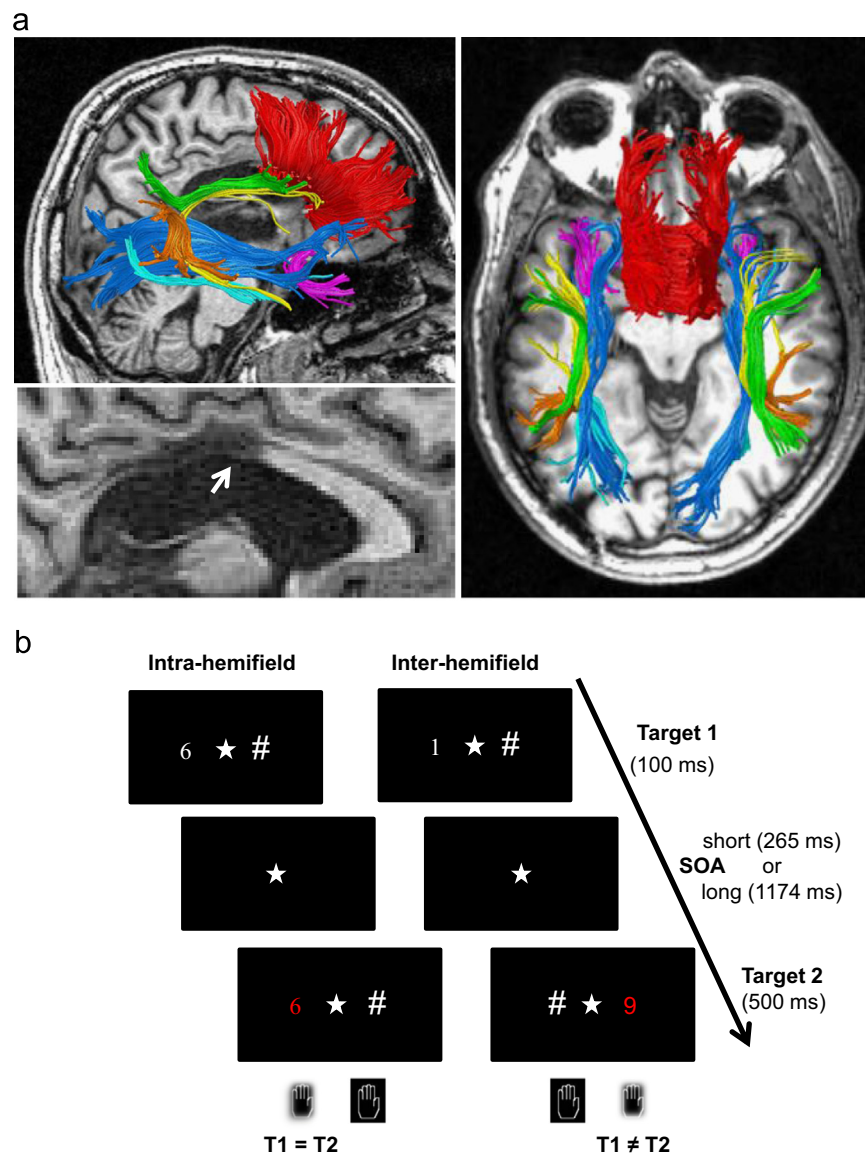 a
b
Intra-hemifield Inter-hemifield
6 ★ # 1 ★ #
Target 1
(100 ms)
★ ★
short (265 ms)
SOA or
long (1174 ms)
6 ★ # # ★ 9
Target 2
(500 ms)
T1 = T2 T1 ≠ T2